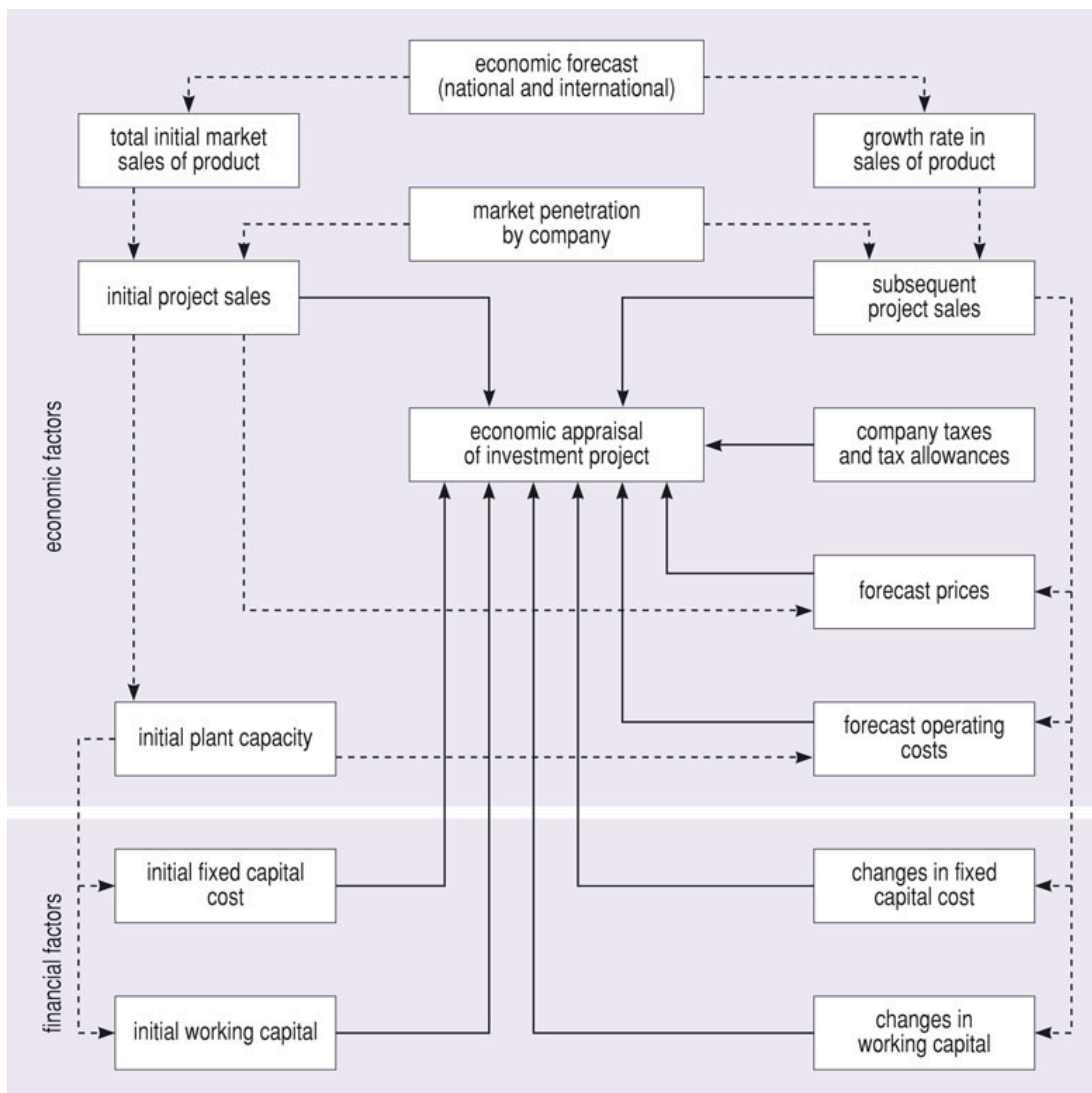 economic forecast
(national and international)
total initial market
sales of product
growth rate in
sales of product
market penetration
by company
initial project sales
subsequent
project sales
economic appraisal
of investment project
company taxes
and tax allowances
economic factors
forecast prices
initial plant capacity
forecast operating
costs
initial fixed capital
cost
changes in fixed
capital cost
financial factors
initial working capital
changes in
working capital